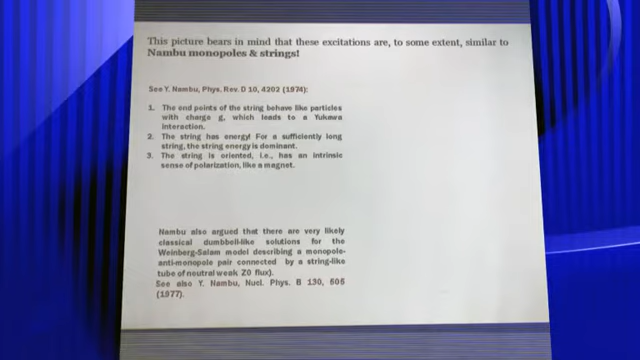 This picture bears in mind that these excitations are, to some extent, similar to
Nambu monopoles & strings!
See Y. Nambu, Phys. Rev. D 10, 4202 (1974):
1. The end points of the string behave like particles
with charge g, which leads to a Yukawa
interaction.
2. The string has energy! For a sufficiently long
string, the string energy is dominant.
3. The string is oriented, i.e., has an intrinsic
sense of polarization, like a magnet.
Nambu also argued that there are very likely
classical dumbbell-like solutions for the
Weinberg-Salam model describing a monopole-
anti-monopole pair connected by a string-like
tube of neutral weak Z0 flux).
See also Y. Nambu, Nucl. Phys. B 130, 505
(1977).